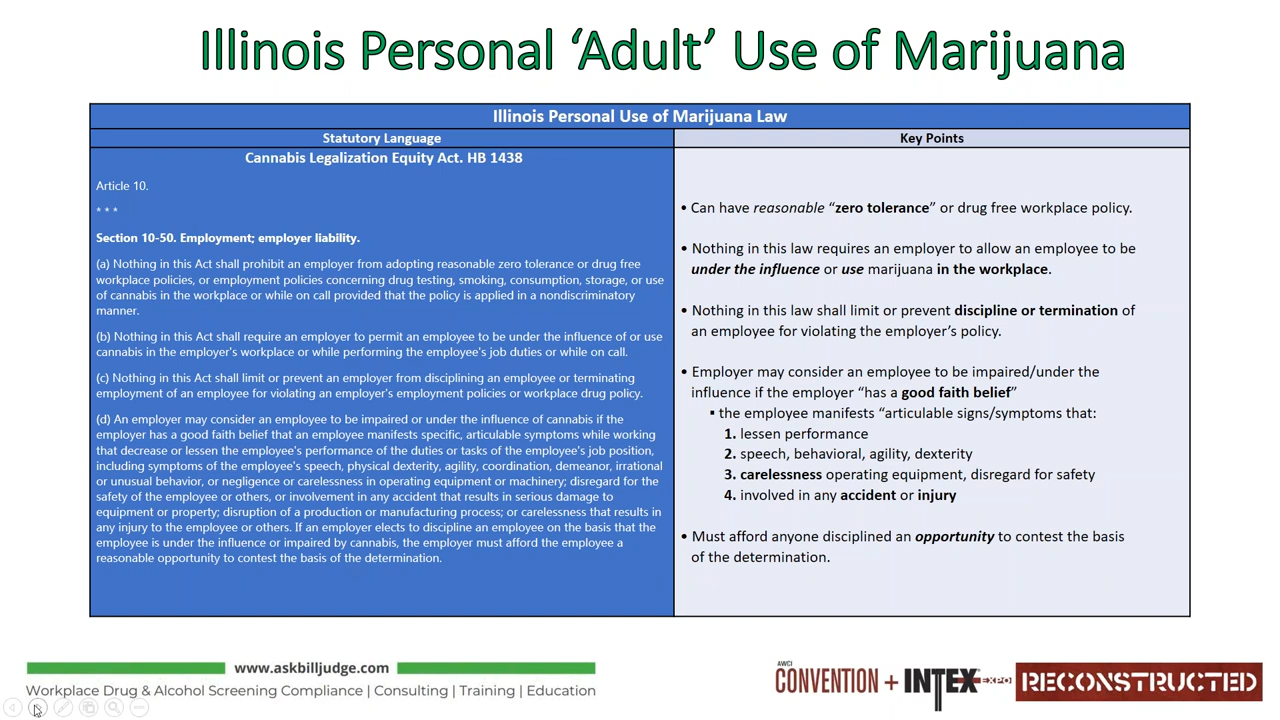 Illinois Personal ‘Adult’ Use of Marijuana
Illinois Personal Use of Marijuana Law
Statutory Language
Cannabis Legalization Equity Act. HB 1438
Article 10.
* * *
Section 10-50. Employment; employer liability.
(a) Nothing in this Act shall prohibit an employer from adopting reasonable zero tolerance or drug free
workplace policies, or employment policies concerning drug testing, smoking, consumption, storage, or use
of cannabis in the workplace or while on call provided that the policy is applied in a nondiscriminatory
manner.
(b) Nothing in this Act shall require an employer to permit an employee to be under the influence of or use
cannabis in the employer's workplace or while performing the employee's job duties or while on call.
(c) Nothing in this Act shall limit or prevent an employer from disciplining an employee or terminating
employment of an employee for violating an employer's employment policies or workplace drug policy.
(d) An employer may consider an employee to be impaired or under the influence of cannabis if the
employer has a good faith belief that an employee manifests specific, articulable symptoms while working
that decrease or lessen the employee's performance of the duties or tasks of the employee's job position,
including symptoms of the employee's speech, physical dexterity, agility, coordination, demeanor, irrational
or unusual behavior, or negligence or carelessness in operating equipment or machinery; disregard for the
safety of the employee or others, or involvement in any accident that results in serious damage to
equipment or property; disruption of a production or manufacturing process; or carelessness that results in
any injury to the employee or others. If an employer elects to discipline an employee on the basis that the
employee is under the influence or impaired by cannabis, the employer must afford the employee a
reasonable opportunity to contest the basis of the determination.
Key Points
• Can have reasonable “zero tolerance” or drug free workplace policy.
• Nothing in this law requires an employer to allow an employee to be
under the influence or use marijuana in the workplace.
• Nothing in this law shall limit or prevent discipline or termination of
an employee for violating the employer’s policy.
• Employer may consider an employee to be impaired/under the
influence if the employer “has a good faith belief”
▪ the employee manifests “articulable signs/symptoms that:
1. lessen performance
2. speech, behavioral, agility, dexterity
3. carelessness operating equipment, disregard for safety
4. involved in any accident or injury
• Must afford anyone disciplined an opportunity to contest the basis
of the determination.
www.askbilljudge.com
Workplace Drug & Alcohol Screening Compliance | Consulting | Training | Education
AWCI
CONVENTION + INTEX EXPO RECONSTRUCTED